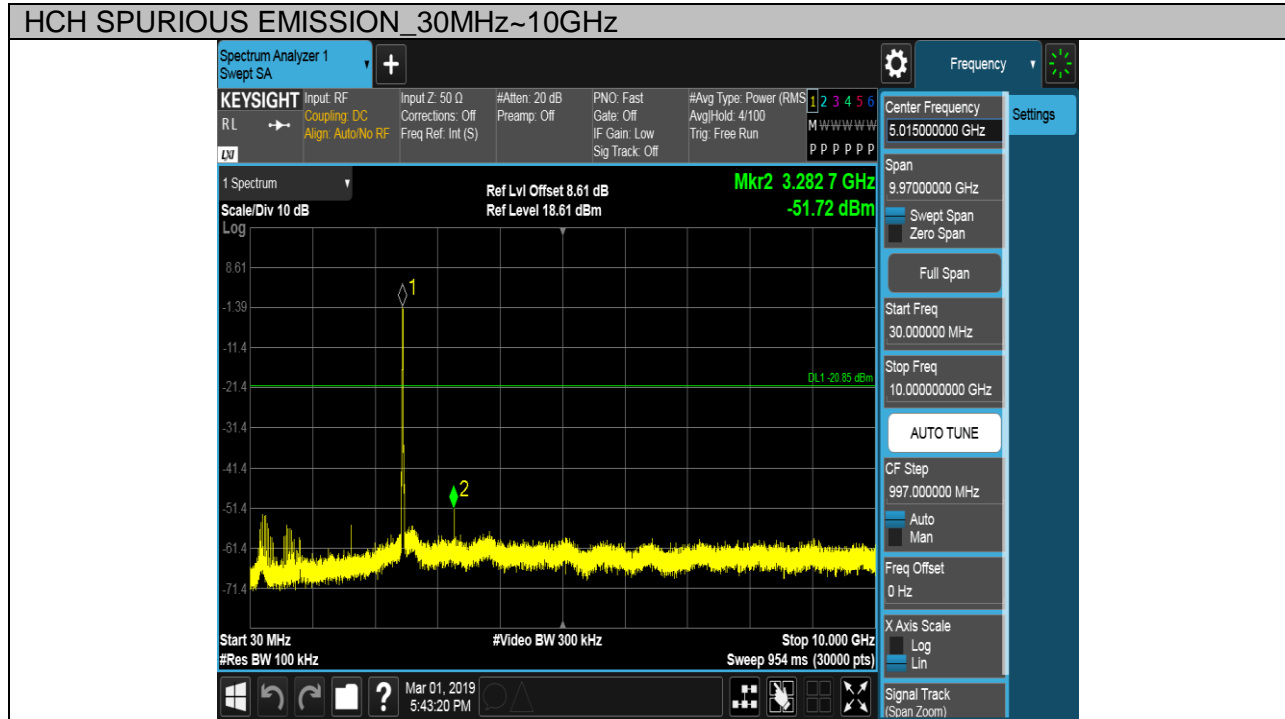 HCH SPURIOUS EMISSION_30MHz~10GHz
Spectrum Analyzer 1
Swept SA
Frequency
KEYSIGHT
RL
LXI
Input: RF
Coupling: DC
Align: Auto/No RF
Input Z: 50 Ω
Corrections: Off
Freq Ref: Int (S)
#Atten: 20 dB
Preamp: Off
PNO: Fast
Gate: Off
IF Gain: Low
Sig Track: Off
#Avg Type: Power (RMS
Avg|Hold: 4/100
Trig: Free Run
1 2 3 4 5 6
M W W W W W
P P P P P P
1 Spectrum
Scale/Div 10 dB
Log
Ref Lvl Offset 8.61 dB
Ref Level 18.61 dBm
Mkr2 3.282 7 GHz
-51.72 dBm
8.61
-1.39
-11.4
-21.4
-31.4
-41.4
-51.4
-61.4
-71.4
1
2
DL1 -20.85 dBm
Start 30 MHz
#Res BW 100 kHz
#Video BW 300 kHz
Stop 10.000 GHz
Sweep 954 ms (30000 pts)
Center Frequency
5.015000000 GHz
Settings
Span
9.97000000 GHz
Swept Span
Zero Span
Full Span
Start Freq
30.000000 MHz
Stop Freq
10.000000000 GHz
AUTO TUNE
CF Step
997.000000 MHz
Auto
Man
Freq Offset
0 Hz
X Axis Scale
Log
Lin
Signal Track
(Span Zoom)
?
Mar 01, 2019
5:43:20 PM